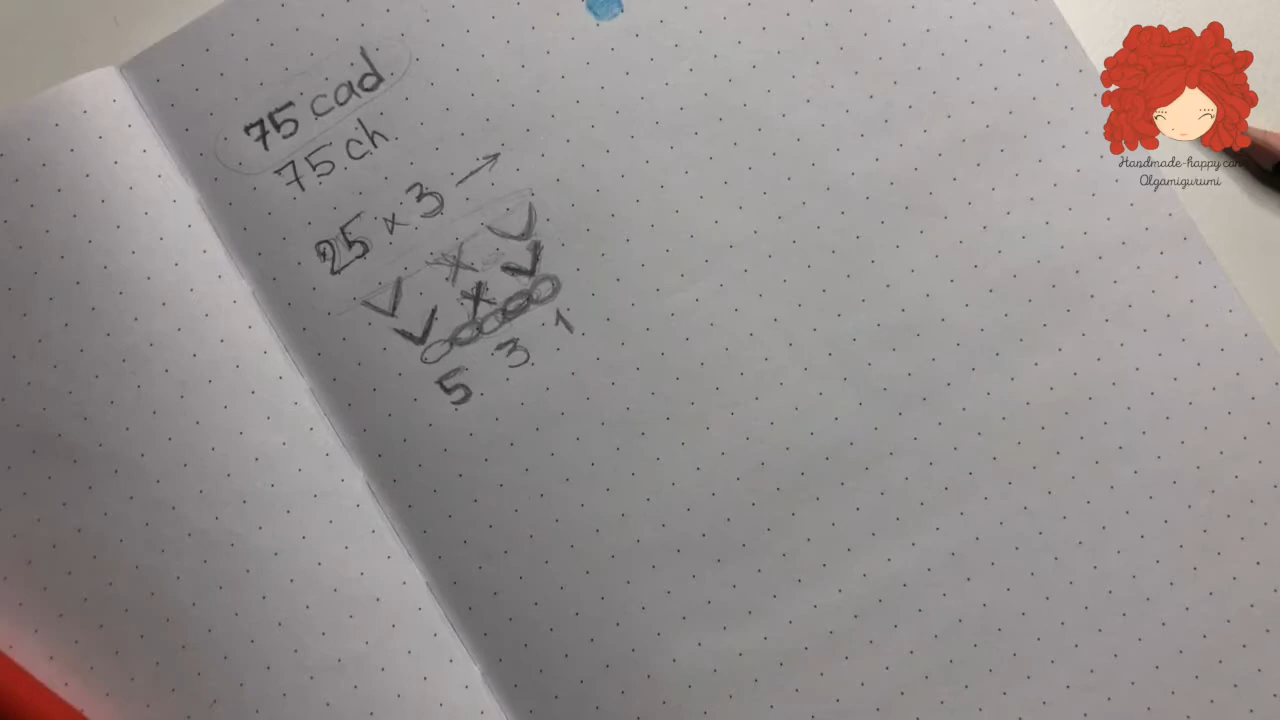 75 cad
75 ch
25 x 3 →
V X V
V X V
5 3 1
Handmade-happy.com
Olgamigurumi